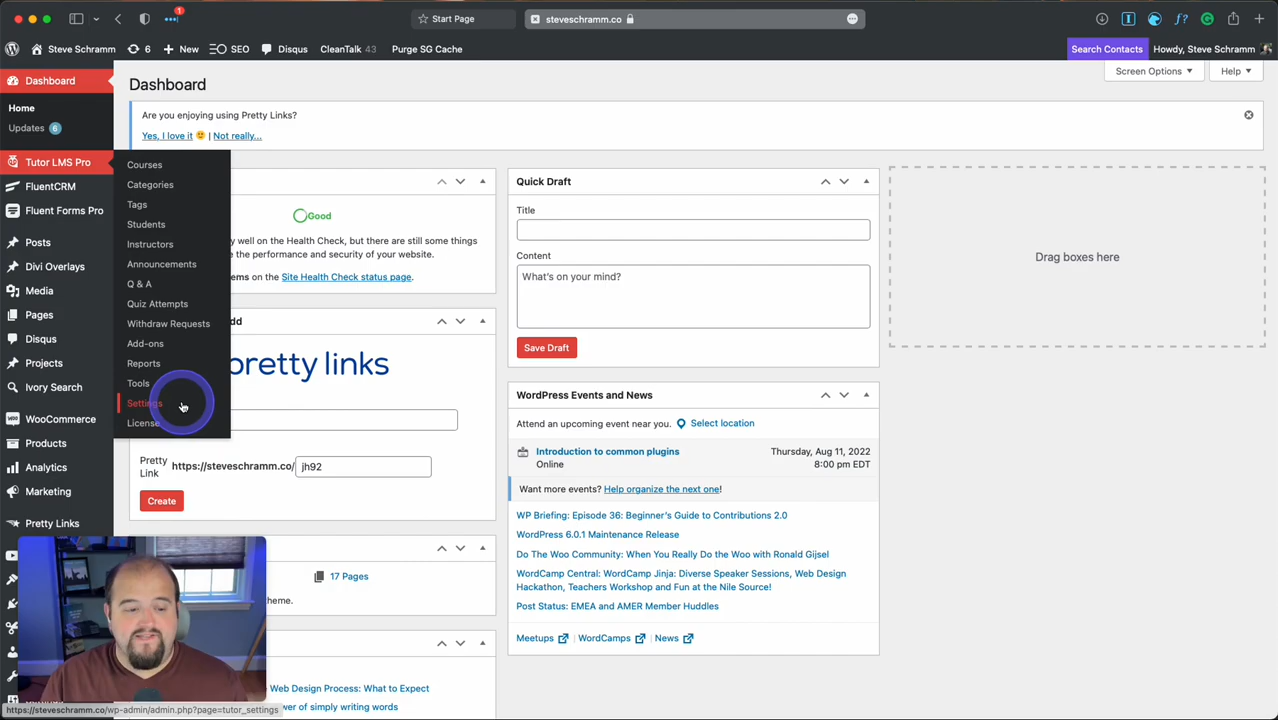 1
Start Page
steveschramm.co
Steve Schramm
6
New
SEO
Disqus
CleanTalk 43
Purge SG Cache
Search Contacts
Howdy, Steve Schramm
Screen Options
Help
Dashboard
Home
Updates 6
Tutor LMS Pro
FluentCRM
Fluent Forms Pro
Posts
Divi Overlays
Media
Pages
Disqus
Projects
Ivory Search
WooCommerce
Products
Analytics
Marketing
Pretty Links
Courses
Categories
Tags
Students
Instructors
Announcements
Q & A
Quiz Attempts
Withdraw Requests
Add-ons
Reports
Tools
Settings
License
Dashboard
Are you enjoying using Pretty Links?
Yes, I love it | Not really...
Good
well on the Health Check, but there are still some things
the performance and security of your website.
on the Site Health Check status page.
pretty links
Pretty
Link
https://steveschramm.co/ jh92
Create
17 Pages
Web Design Process: What to Expect
of simply writing words
Quick Draft
Title
Content
What's on your mind?
Save Draft
WordPress Events and News
Attend an upcoming event near you. Select location
Introduction to common plugins
Online
Thursday, Aug 11, 2022
8:00 pm EDT
Want more events? Help organize the next one!
WP Briefing: Episode 36: Beginner's Guide to Contributions 2.0
WordPress 6.0.1 Maintenance Release
Do The Woo Community: When You Really Do the Woo with Ronald Gijsel
WordCamp Central: WordCamp Jinja: Diverse Speaker Sessions, Web Design
Hackathon, Teachers Workshop and Fun at the Nile Source!
Post Status: EMEA and AMER Member Huddles
Meetups | WordCamps | News
Drag boxes here
https://steveschramm.co/wp-admin/admin.php?page=tutor_settings